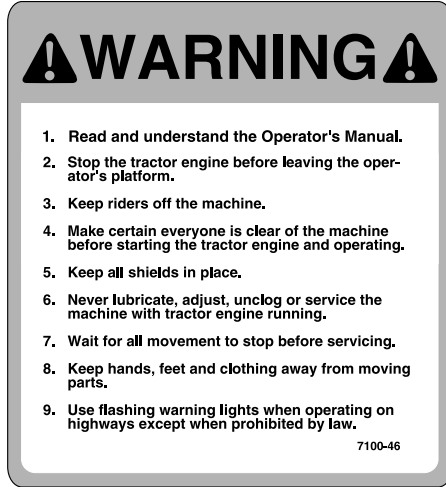 WARNING
1. Read and understand the Operator's Manual.
2. Stop the tractor engine before leaving the oper-
ator's platform.
3. Keep riders off the machine.
4. Make certain everyone is clear of the machine
before starting the tractor engine and operating.
5. Keep all shields in place.
6. Never lubricate, adjust, unclog or service the
machine with tractor engine running.
7. Wait for all movement to stop before servicing.
8. Keep hands, feet and clothing away from moving
parts.
9. Use flashing warning lights when operating on
highways except when prohibited by law.
7100-46